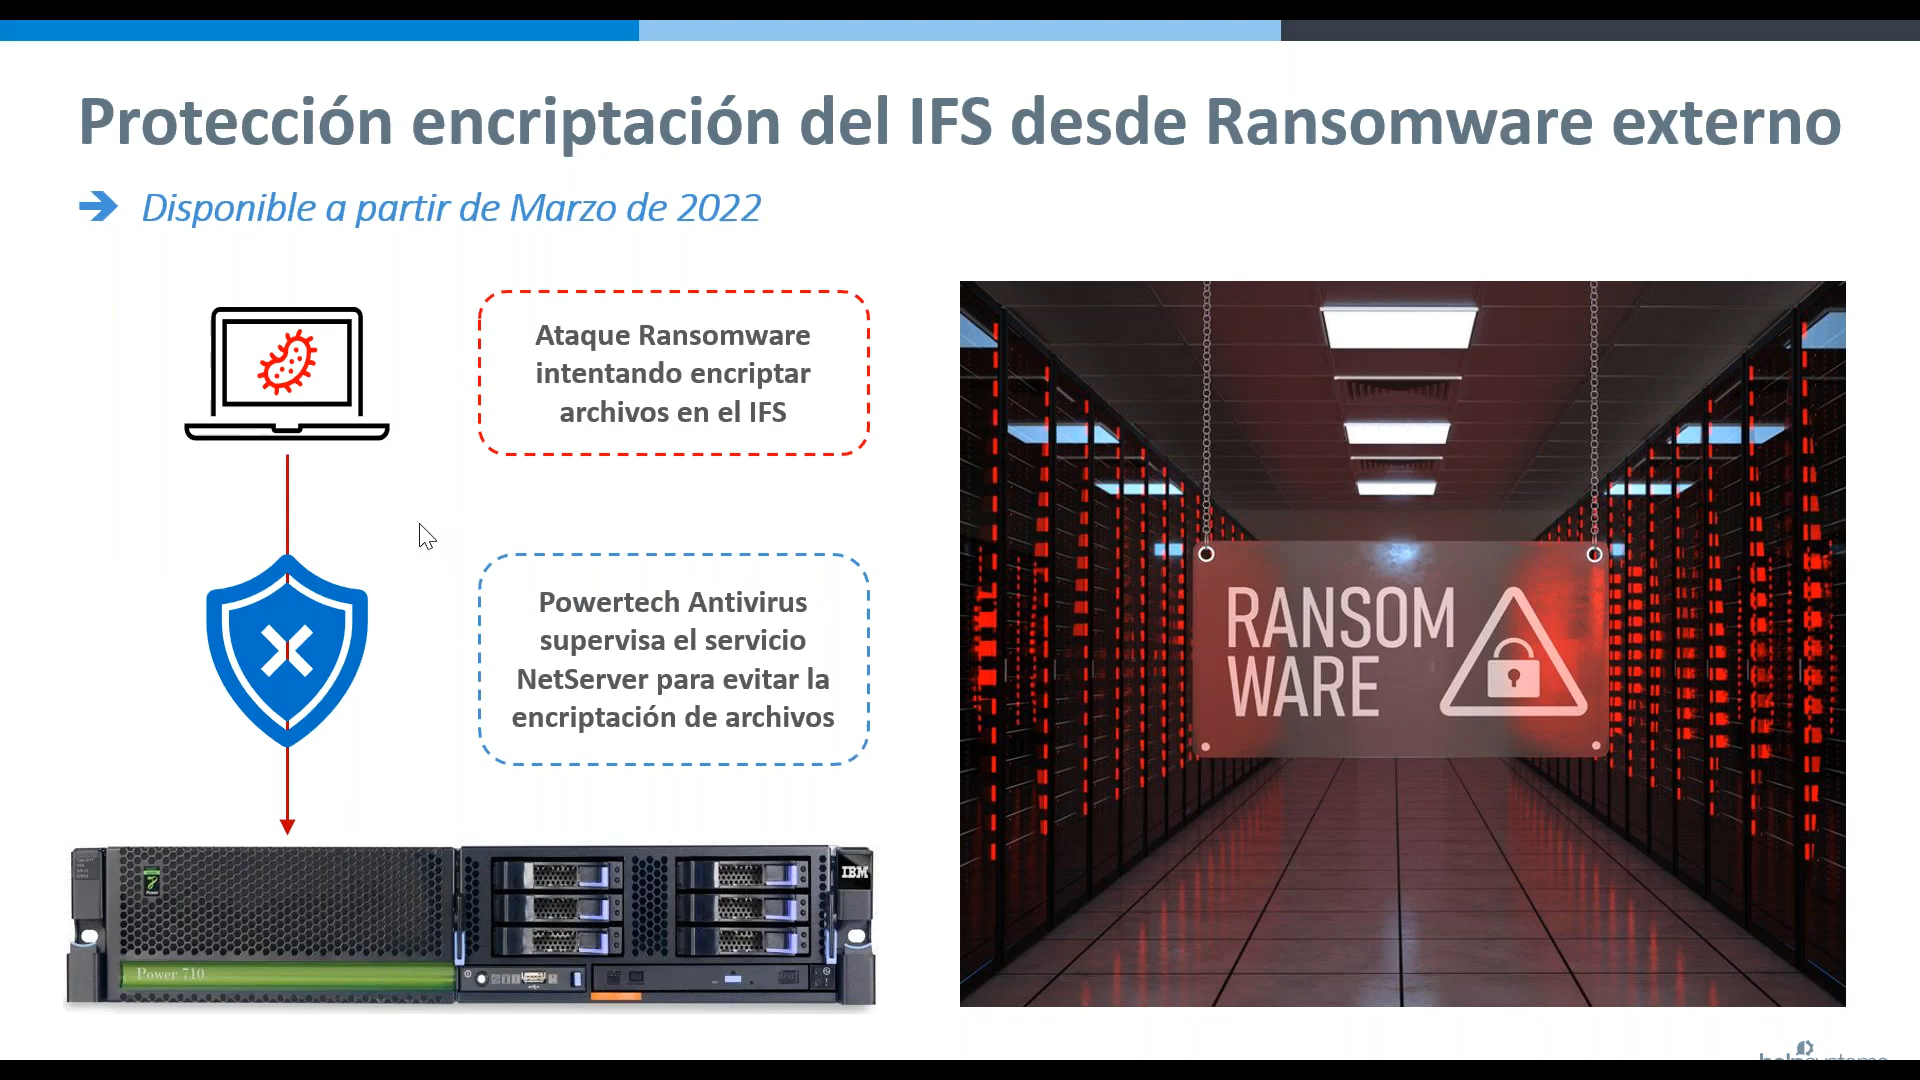 Protección encriptación del IFS desde Ransomware externo
Disponible a partir de Marzo de 2022
Ataque Ransomware
intentando encriptar
archivos en el IFS
Powertech Antivirus
supervisa el servicio
NetServer para evitar la
encriptación de archivos
RANSOM
WARE
IBM
Power 710